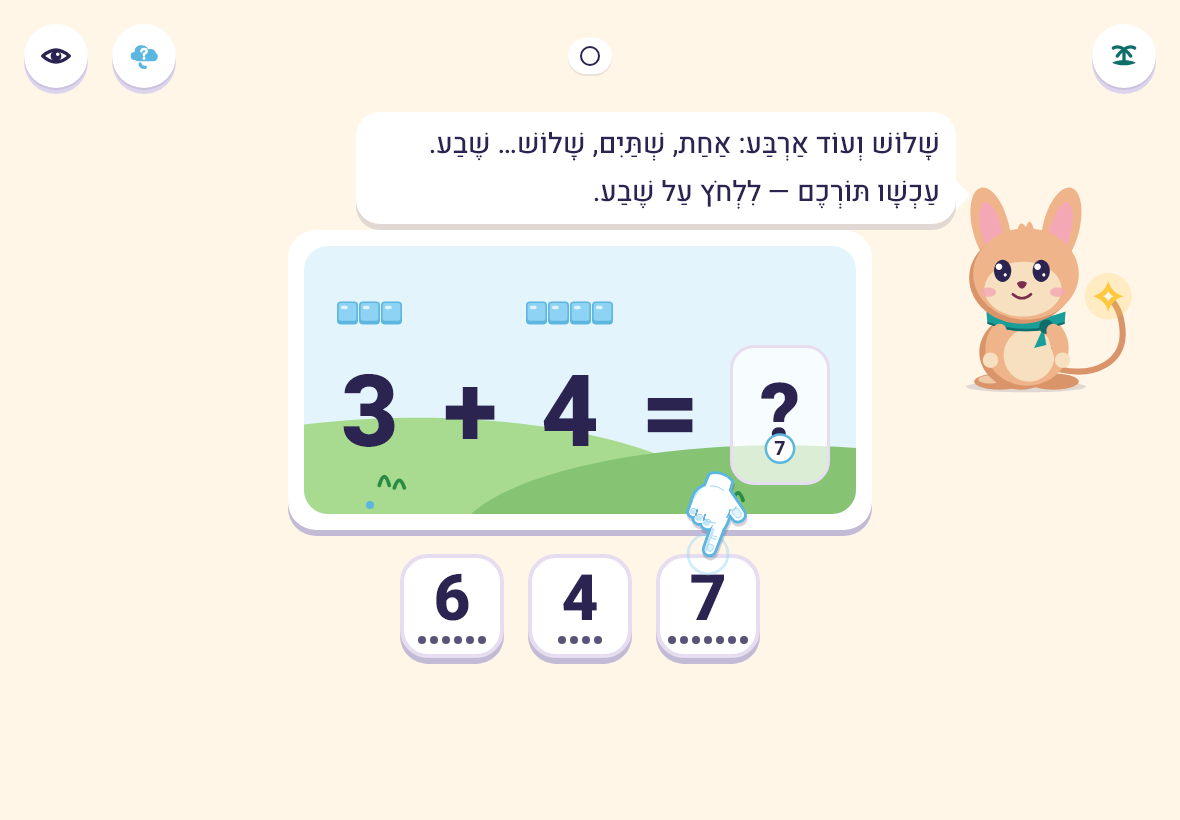 ?
שָׁלוֹשׁ וְעוֹד אַרְבַּע: אַחַת, שְׁתַּיִם, שָׁלוֹשׁ... שֶׁבַע.
עַכְשָׁו תּוֹרְכֶם – לִלְחֹץ עַל שֶׁבַע.
3 + 4 = ?
7
6 4 7